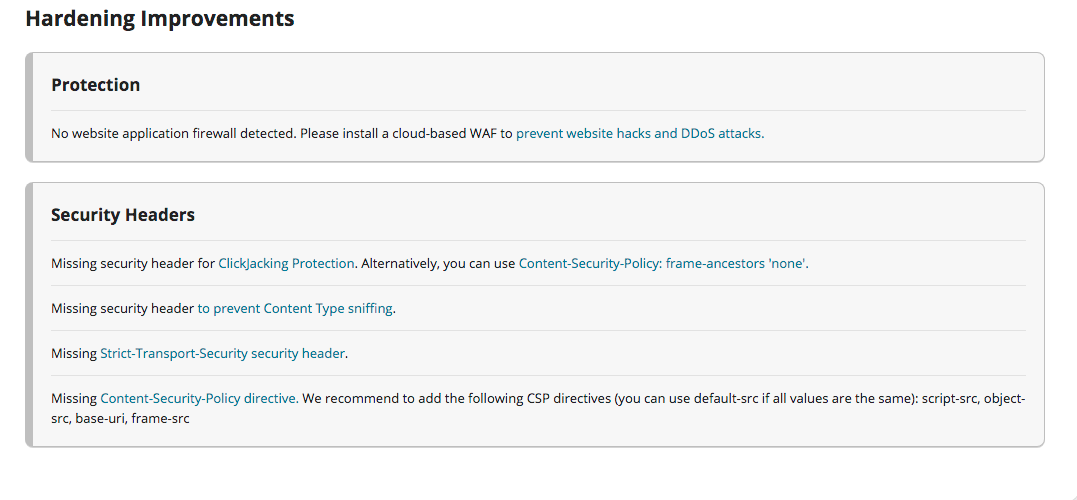 Hardening Improvements
Protection
No website application firewall detected. Please install a cloud-based WAF to prevent website hacks and DDoS attacks.
Security Headers
Missing security header for ClickJacking Protection. Alternatively, you can use Content-Security-Policy: frame-ancestors 'none'.
Missing security header to prevent Content Type sniffing.
Missing Strict-Transport-Security security header.
Missing Content-Security-Policy directive. We recommend to add the following CSP directives (you can use default-src if all values are the same): script-src, object-
src, base-uri, frame-src